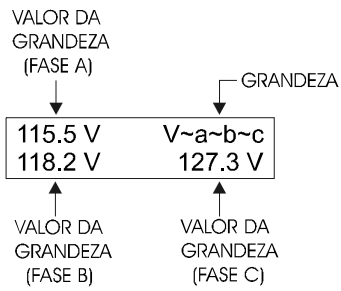 VALOR DA
GRANDEZA
(FASE A)
GRANDEZA
115.5 V V~a~b~c
118.2 V 127.3 V
VALOR DA
GRANDEZA
(FASE B)
VALOR DA
GRANDEZA
(FASE C)